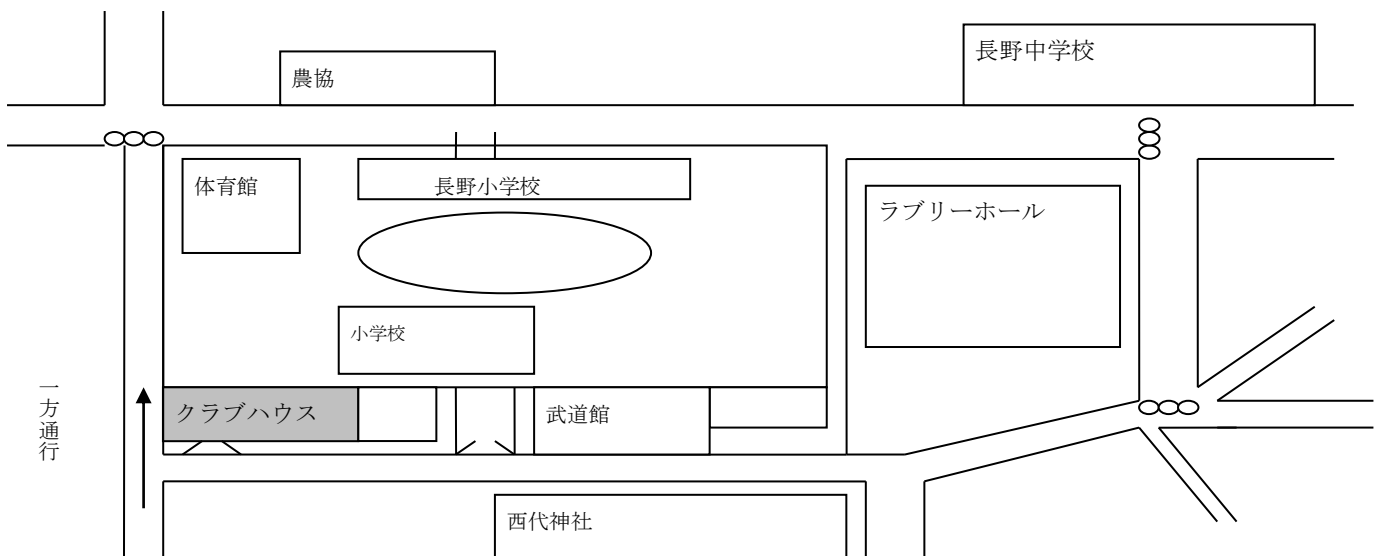 長野中学校
農協
体育館
長野小学校
ラブリーホール
小学校
一方通行
クラブハウス
武道館
西代神社